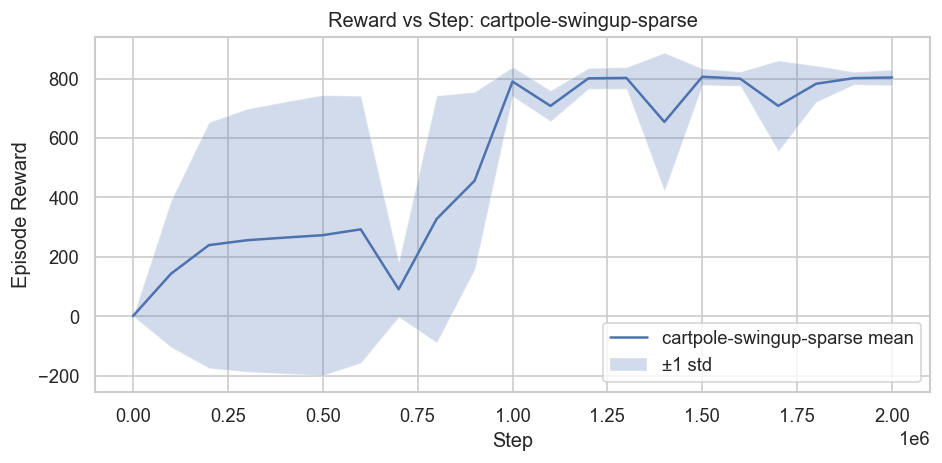 Reward vs Step: cartpole-swingup-sparse
Episode Reward
800
600
400
200
0
−200
cartpole-swingup-sparse mean
±1 std
0.00 0.25 0.50 0.75 1.00 1.25 1.50 1.75 2.00
Step
1e6